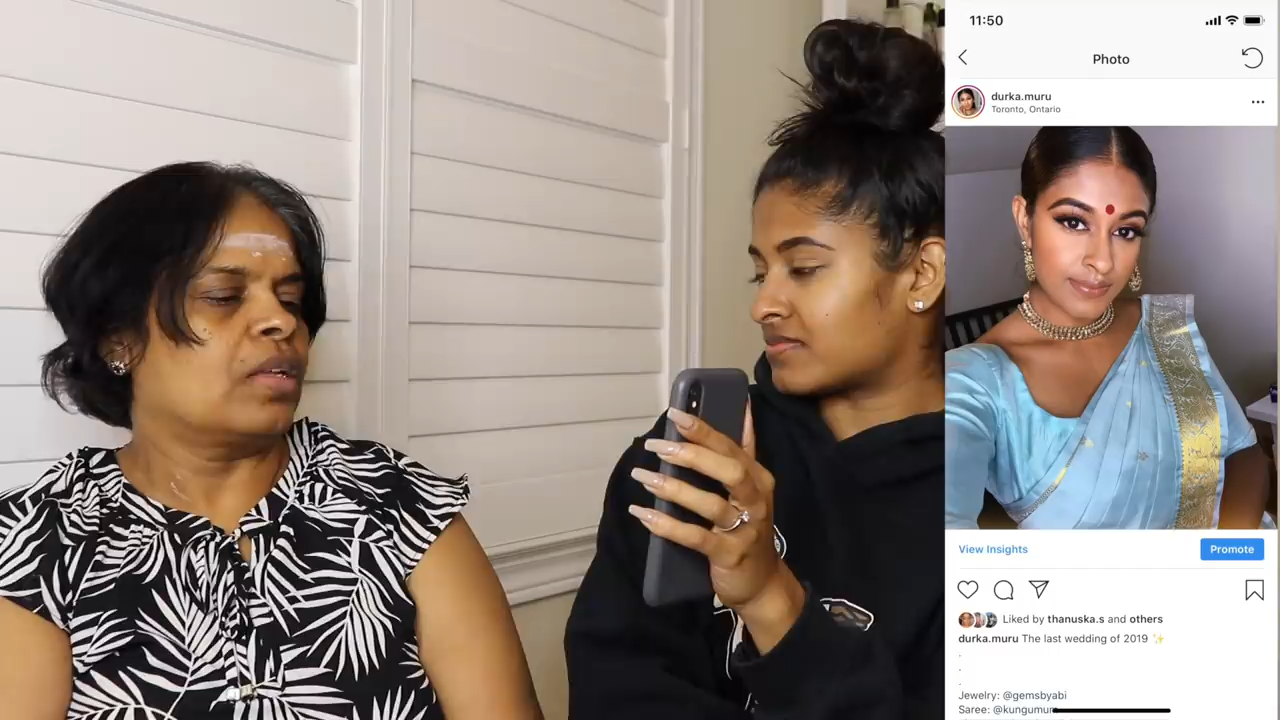 11:50
Photo
durka.muru
Toronto, Ontario
View Insights
Promote
Liked by thanuska.s and others
durka.muru The last wedding of 2019 ✨
.
.
.
Jewelry: @gemsbyabi
Saree: @kungumum